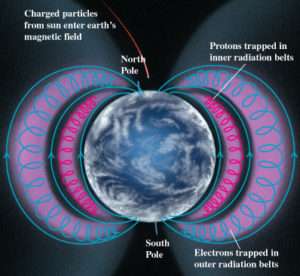 Charged particles
from sun enter earth's
magnetic field
North
Pole
Protons trapped in
inner radiation belts
South
Pole
Electrons trapped in
outer radiation belts